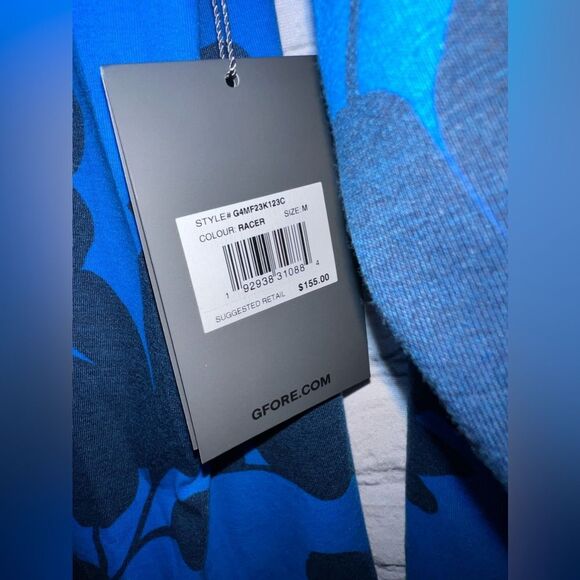 STYLE# G4MF23K123C
COLOUR: RACER SIZE: M
1 92938 31088 4
SUGGESTED RETAIL $155.00
GFORE.COM